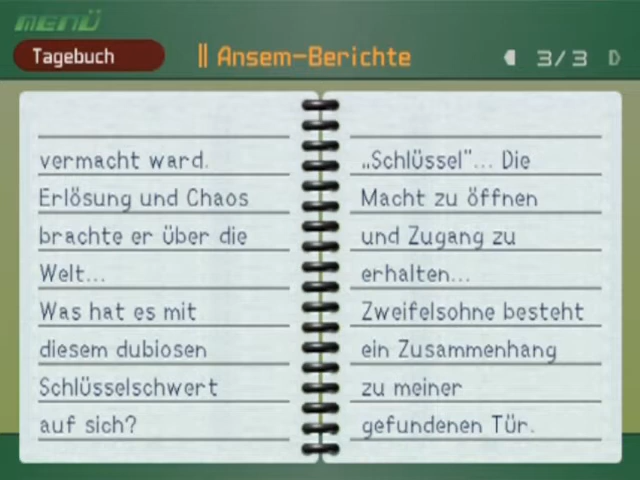 MENÜ
Tagebuch
Ansem-Berichte
3/3
vermacht ward.
Erlösung und Chaos
brachte er über die
Welt...
Was hat es mit
diesem dubiosen
Schlüsselschwert
auf sich?
„Schlüssel"... Die
Macht zu öffnen
und Zugang zu
erhalten...
Zweifelsohne besteht
ein Zusammenhang
zu meiner
gefundenen Tür.